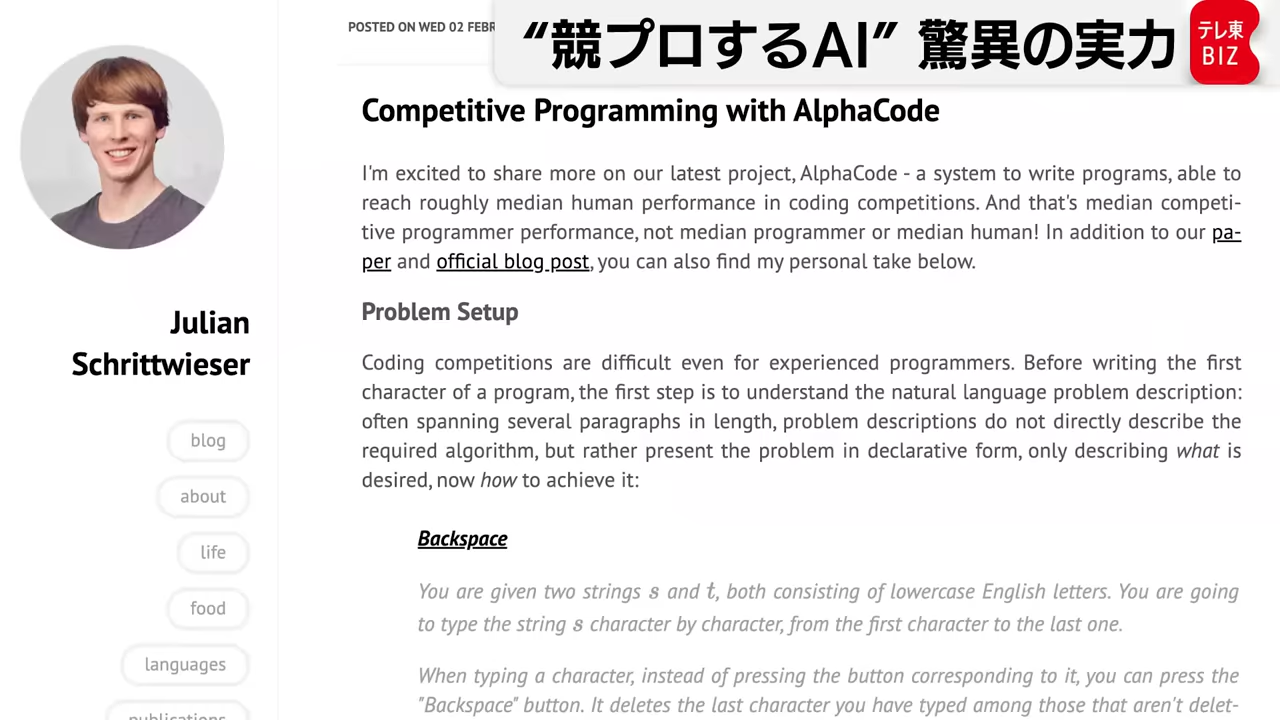 POSTED ON WED 02 FEBR
“競プロするAI” 驚異の実力
テレ東
BIZ
Competitive Programming with AlphaCode
I'm excited to share more on our latest project, AlphaCode - a system to write programs, able to
reach roughly median human performance in coding competitions. And that's median competi-
tive programmer performance, not median programmer or median human! In addition to our pa-
per and official blog post, you can also find my personal take below.
Problem Setup
Coding competitions are difficult even for experienced programmers. Before writing the first
character of a program, the first step is to understand the natural language problem description:
often spanning several paragraphs in length, problem descriptions do not directly describe the
required algorithm, but rather present the problem in declarative form, only describing what is
desired, now how to achieve it:
Backspace
You are given two strings s and t, both consisting of lowercase English letters. You are going
to type the string s character by character, from the first character to the last one.
When typing a character, instead of pressing the button corresponding to it, you can press the
"Backspace" button. It deletes the last character you have typed among those that aren't delet-
Julian
Schrittwieser
blog
about
life
food
languages
publications